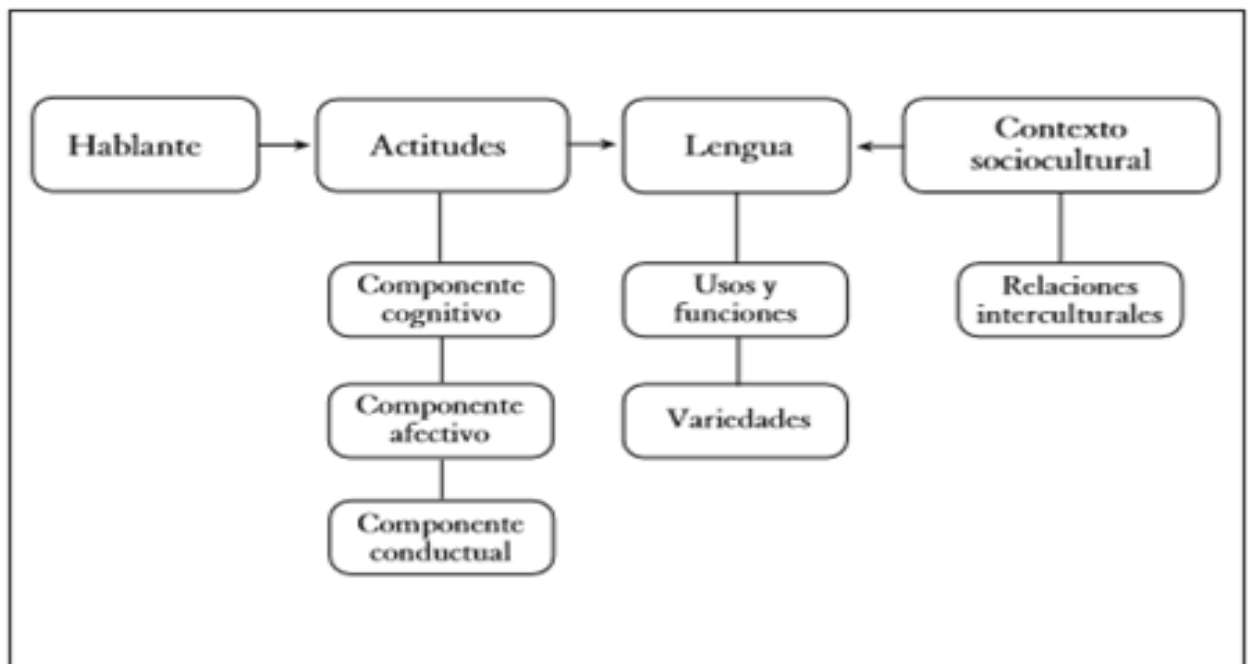 Hablante
Actitudes
Lengua
Contexto
sociocultural
Componente
cognitivo
Usos y
funciones
Relaciones
interculturales
Componente
afectivo
Variedades
Componente
conductual